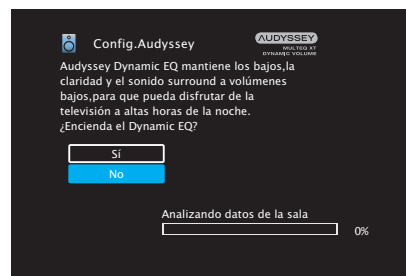 Config.Audyssey
AUDYSSEY
MULTEQ XT
DYNAMIC VOLUME
Audyssey Dynamic EQ mantiene los bajos,la
claridad y el sonido surround a volúmenes
bajos,para que pueda disfrutar de la
televisión a altas horas de la noche.
¿Encienda el Dynamic EQ?
Sí
No
Analizando datos de la sala
0%